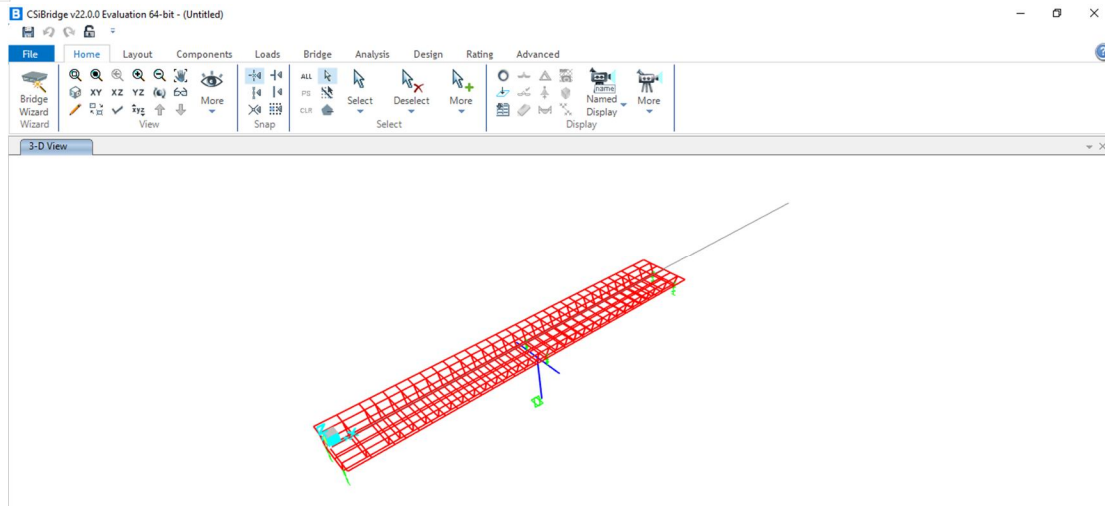 B CSiBridge v22.0.0 Evaluation 64-bit - (Untitled)
File Home Layout Components Loads Bridge Analysis Design Rating Advanced
ALL name
XY XZ YZ PS
Bridge Wizard More Select Deselect More Named Display More
xyz CLR
Wizard View Snap Select Display
3-D View